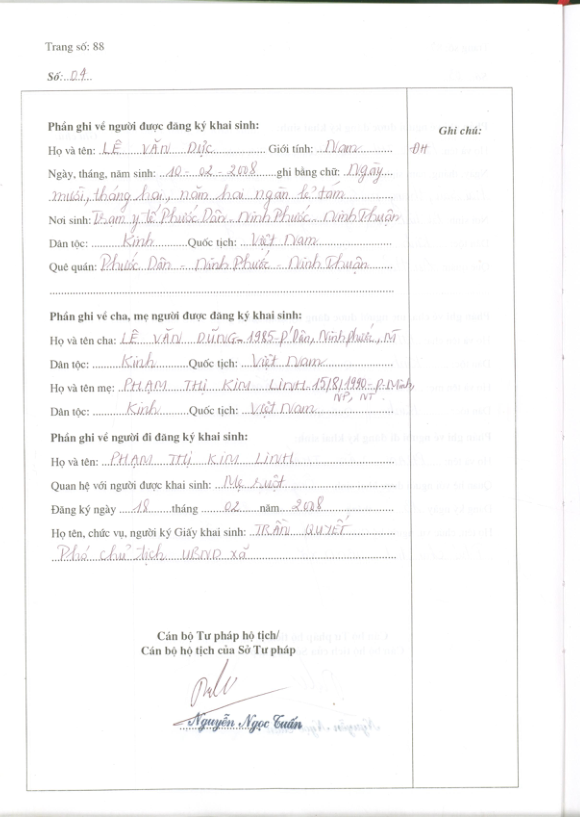 Trang số: 88
Số: 04
Phần ghi về người được đăng ký khai sinh:
Ghi chú:
Họ và tên: LÊ VĂN DỰC Giới tính: Nam
ĐH
Ngày, tháng, năm sinh: 10 - 02 - 2008 ghi bằng chữ: Ngày
mười, tháng hai, năm hai ngàn lẻ tám
Nơi sinh: Trạm y tế Phước Dân - Ninh Phước - Ninh Thuận
Dân tộc: Kinh Quốc tịch: Việt Nam
Quê quán: Phước Dân - Ninh Phước - Ninh Thuận
Phần ghi về cha, mẹ người được đăng ký khai sinh:
Họ và tên cha: LÊ VĂN DŨNG - 1985 - P' Dân, Ninh Phước, NT
Dân tộc: Kinh Quốc tịch: Việt Nam
Họ và tên mẹ: PHẠM THỊ KIM LINH 15/8/1990 - P. Minh,
NP, NT
Dân tộc: Kinh Quốc tịch: Việt Nam
Phần ghi về người đi đăng ký khai sinh:
Họ và tên: PHẠM THỊ KIM LINH
Quan hệ với người được khai sinh: Mẹ ruột
Đăng ký ngày 18 tháng 02 năm 2008
Họ tên, chức vụ, người ký Giấy khai sinh: TRẦN QUYẾT
Phó chủ tịch UBND xã
Cán bộ Tư pháp hộ tịch/
Cán bộ hộ tịch của Sở Tư pháp
Nguyễn Ngọc Tuấn